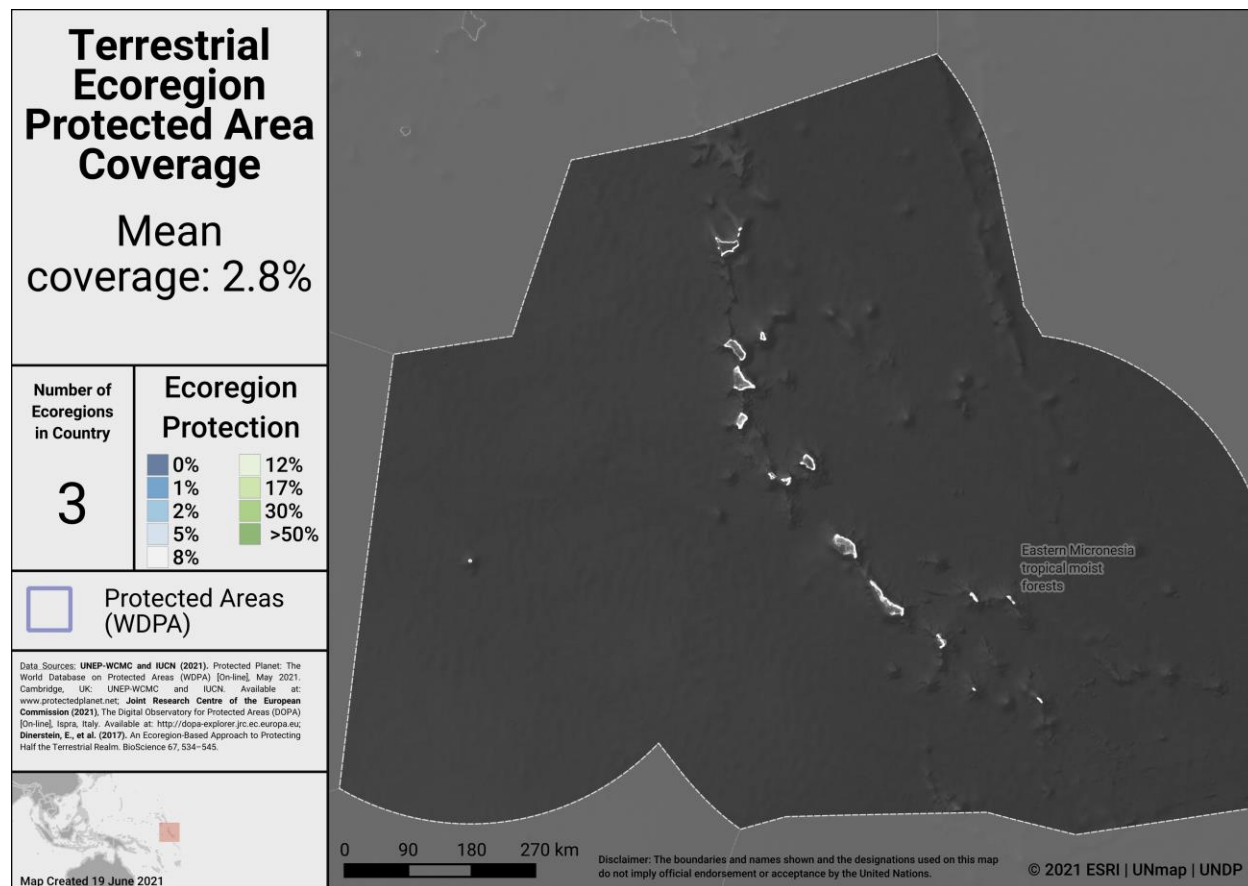 Terrestrial
Ecoregion
Protected Area
Coverage
Mean
coverage: 2.8%
Number of
Ecoregions
in Country
3
Ecoregion
Protection
0%
1%
2%
5%
8%
12%
17%
30%
>50%
Protected Areas
(WDPA)
Data Sources: UNEP-WCMC and IUCN (2021). Protected Planet: The
World Database on Protected Areas (WDPA) [On-line], May 2021.
Cambridge, UK: UNEP-WCMC and IUCN. Available at:
www.protectedplanet.net; Joint Research Centre of the European
Commission (2021), The Digital Observatory for Protected Areas (DOPA)
[On-line], Ispra, Italy. Available at: http://dopa-explorer.jrc.ec.europa.eu;
Dinerstein, E., et al. (2017). An Ecoregion-Based Approach to Protecting
Half the Terrestrial Realm. BioScience 67, 534–545.
Map Created 19 June 2021
Eastern Micronesia
tropical moist
forests
0 90 180 270 km
Disclaimer: The boundaries and names shown and the designations used on this map
do not imply official endorsement or acceptance by the United Nations.
© 2021 ESRI | UNmap | UNDP